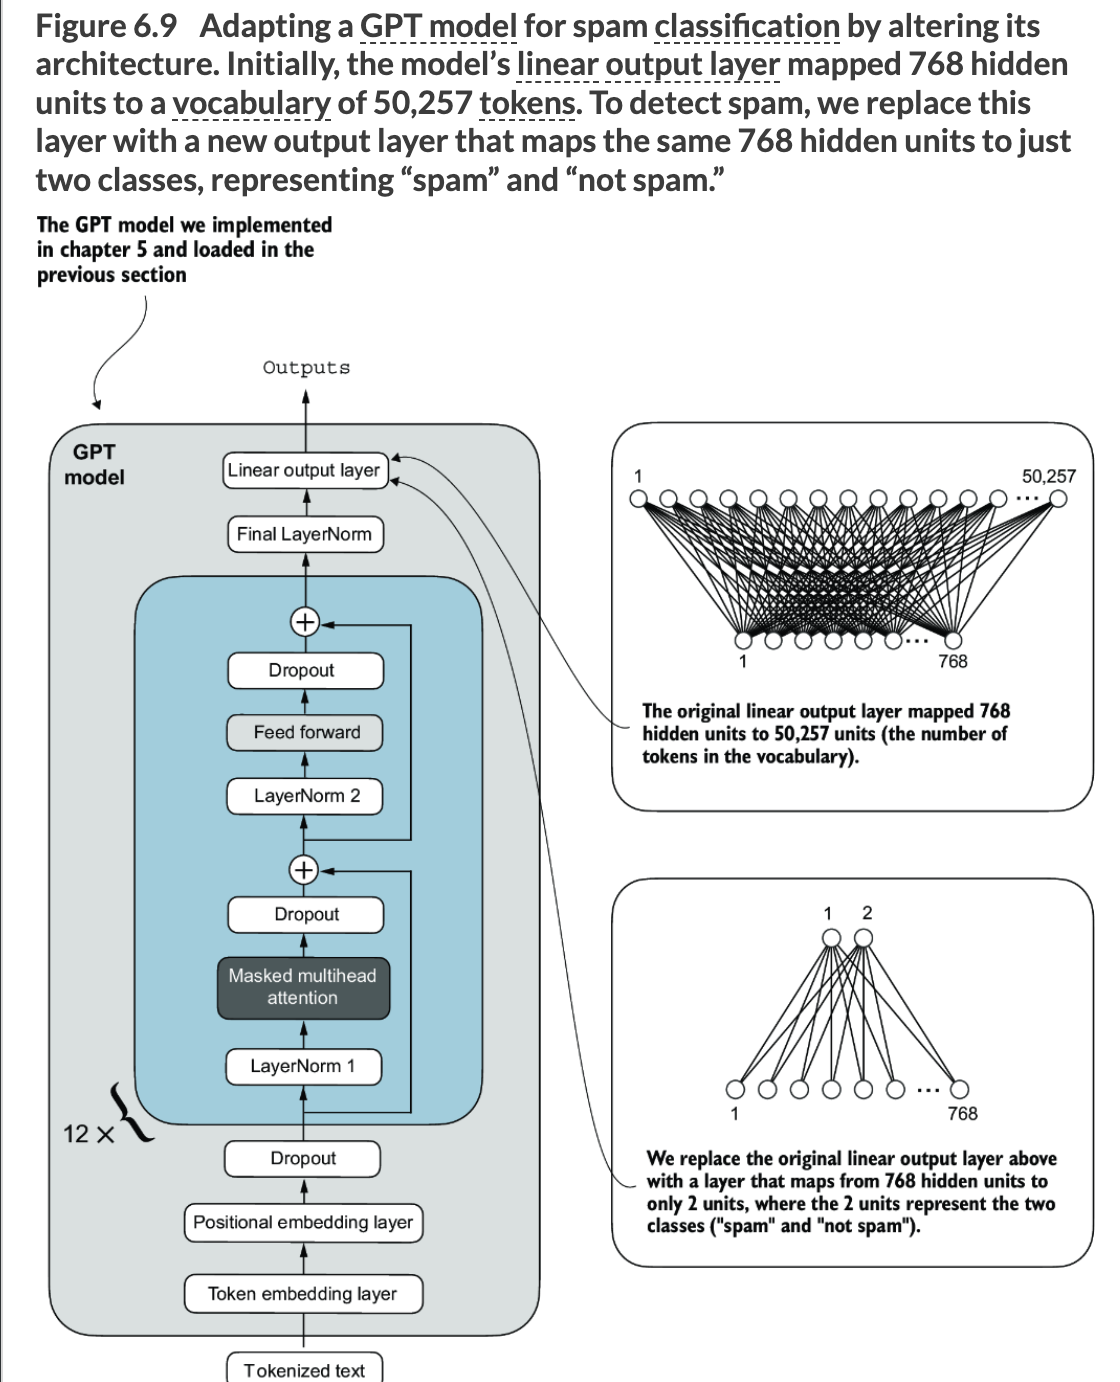 Figure 6.9 Adapting a GPT model for spam classification by altering its
architecture. Initially, the model’s linear output layer mapped 768 hidden
units to a vocabulary of 50,257 tokens. To detect spam, we replace this
layer with a new output layer that maps the same 768 hidden units to just
two classes, representing “spam” and “not spam.”
The GPT model we implemented
in chapter 5 and loaded in the
previous section
Outputs
GPT
model
Linear output layer
Final LayerNorm
+
Dropout
Feed forward
LayerNorm 2
+
Dropout
Masked multihead
attention
LayerNorm 1
12 ×
Dropout
Positional embedding layer
Token embedding layer
Tokenized text
1 50,257
...
...
1 768
The original linear output layer mapped 768
hidden units to 50,257 units (the number of
tokens in the vocabulary).
1 2
...
1 768
We replace the original linear output layer above
with a layer that maps from 768 hidden units to
only 2 units, where the 2 units represent the two
classes ("spam" and "not spam").